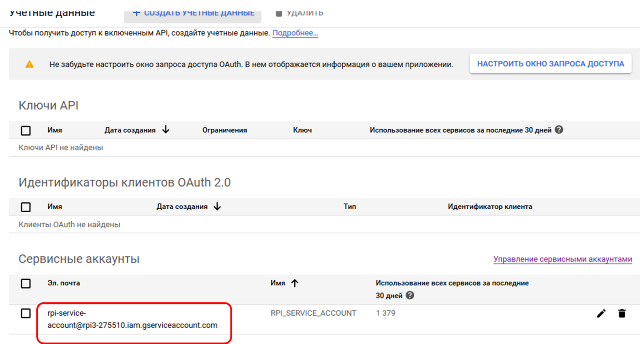 Учетные данные
+ СОЗДАТЬ УЧЕТНЫЕ ДАННЫЕ
УДАЛИТЬ
Чтобы получить доступ к включенным API, создайте учетные данные. Подробнее...
Не забудьте настроить окно запроса доступа OAuth. В нем отображается информация о вашем приложении.
НАСТРОИТЬ ОКНО ЗАПРОСА ДОСТУПА
Ключи API
Имя Дата создания Ограничения Ключ Использование всех сервисов за последние 30 дней
Ключи API не найдены
Идентификаторы клиентов OAuth 2.0
Имя Дата создания Тип Идентификатор клиента
Клиенты OAuth не найдены
Сервисные аккаунты
Управление сервисными аккаунтами
Эл. почта Имя Использование всех сервисов за последние
30 дней
rpi-service-
account@rpi3-275510.iam.gserviceaccount.com
RPI_SERVICE_ACCOUNT 1 379